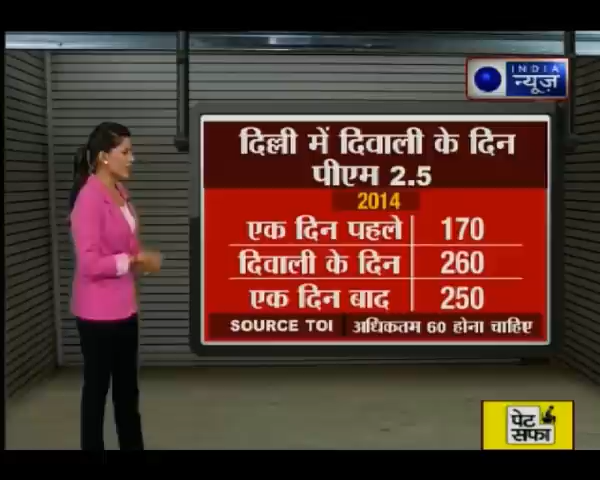 INDIA
न्यूज़
दिल्ली में दिवाली के दिन
पीएम 2.5
2014
एक दिन पहले 170
दिवाली के दिन 260
एक दिन बाद 250
SOURCE TOI अधिकतम 60 होना चाहिए
पेट
सफा